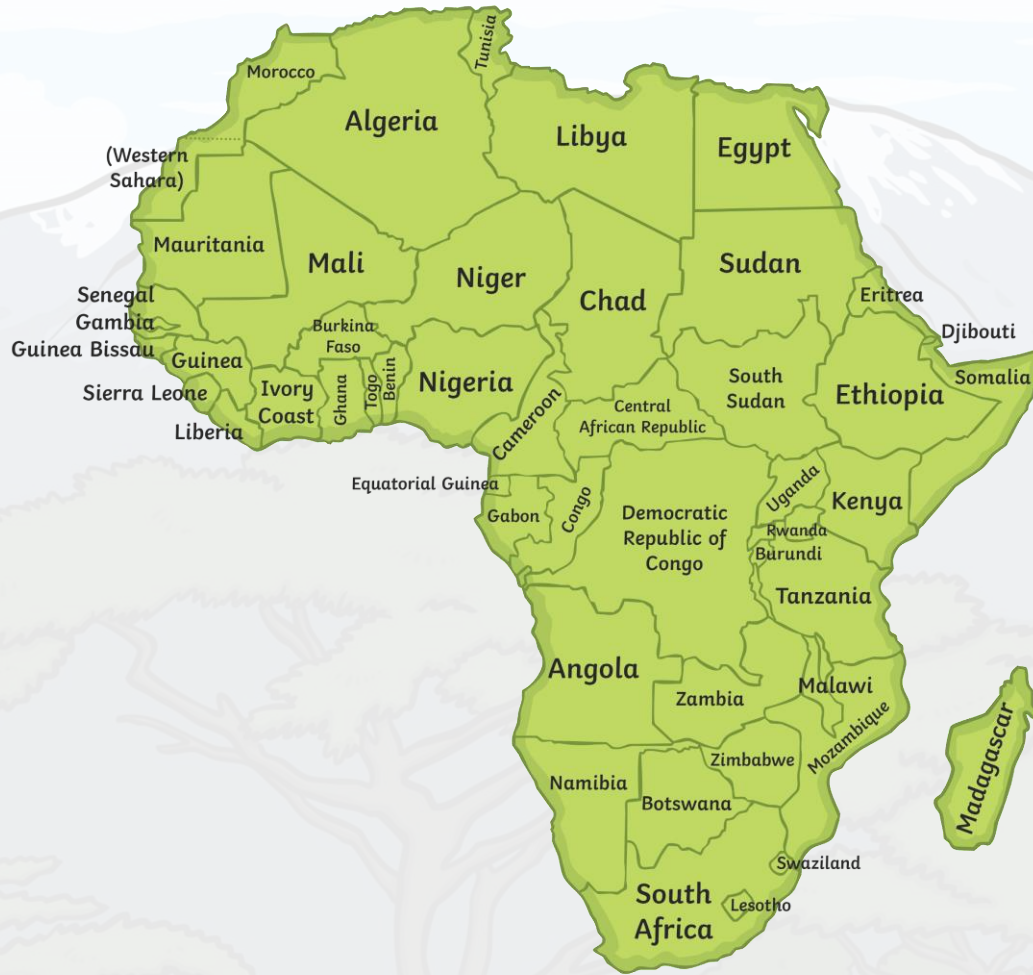 Tunisia
Morocco
Algeria
Libya
Egypt
(Western
Sahara)
Mauritania
Mali
Niger
Chad
Sudan
Eritrea
Djibouti
Senegal
Gambia
Guinea Bissau
Guinea
Burkina
Faso
Sierra Leone
Liberia
Ivory
Coast
Ghana
Togo
Benin
Nigeria
Cameroon
Central
African Republic
South
Sudan
Ethiopia
Somalia
Equatorial Guinea
Gabon
Congo
Democratic
Republic of
Congo
Uganda
Kenya
Rwanda
Burundi
Tanzania
Angola
Zambia
Malawi
Mozambique
Zimbabwe
Namibia
Botswana
Madagascar
Swaziland
Lesotho
South
Africa